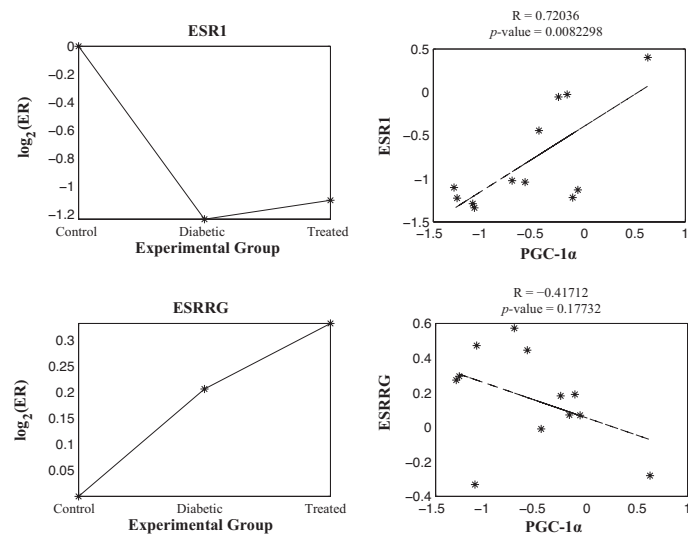 ESR1
0
−0.2
−0.4
−0.6
−0.8
−1
−1.2
log2(ER)
Control
Diabetic
Treated
Experimental Group
R = 0.72036
p-value = 0.0082298
0.5
0
−0.5
−1
−1.5
ESR1
−1.5
−1
−0.5
0
0.5
1
PGC-1α
ESRRG
0.3
0.25
0.2
0.15
0.1
0.05
0
log2(ER)
Control
Diabetic
Treated
Experimental Group
R = −0.41712
p-value = 0.17732
0.6
0.4
0.2
0
−0.2
−0.4
ESRRG
−1.5
−1
−0.5
0
0.5
1
PGC-1α